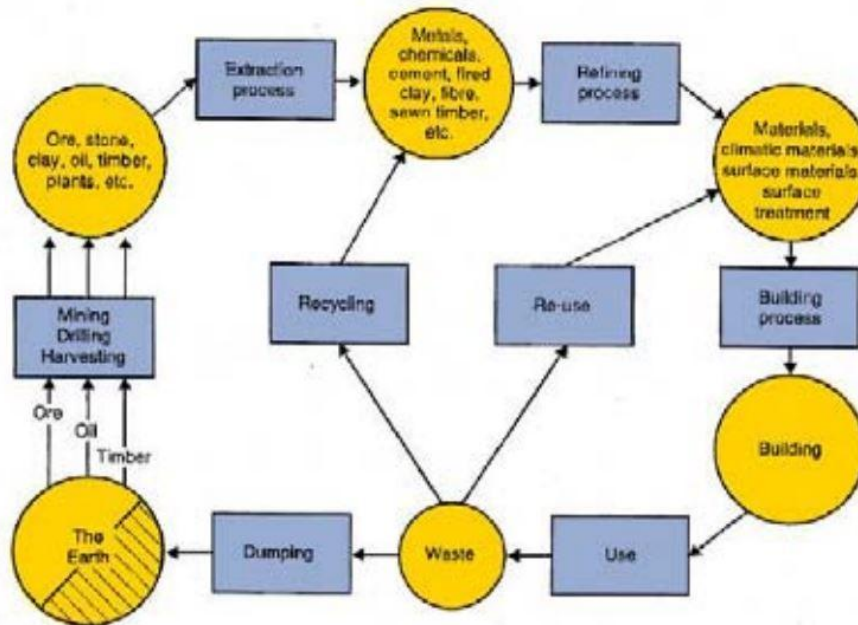 Metals,
chemicals,
cement, fired
clay, fibre,
sewn timber,
etc.
Extraction
process
Refining
process
Ore, stone,
clay, oil, timber,
plants, etc.
Materials,
climatic materials
surface materials
surface
treatment
Mining
Drilling
Harvesting
Recycling
Re-use
Building
process
Ore
Oil
Timber
Building
The
Earth
Dumping
Waste
Use